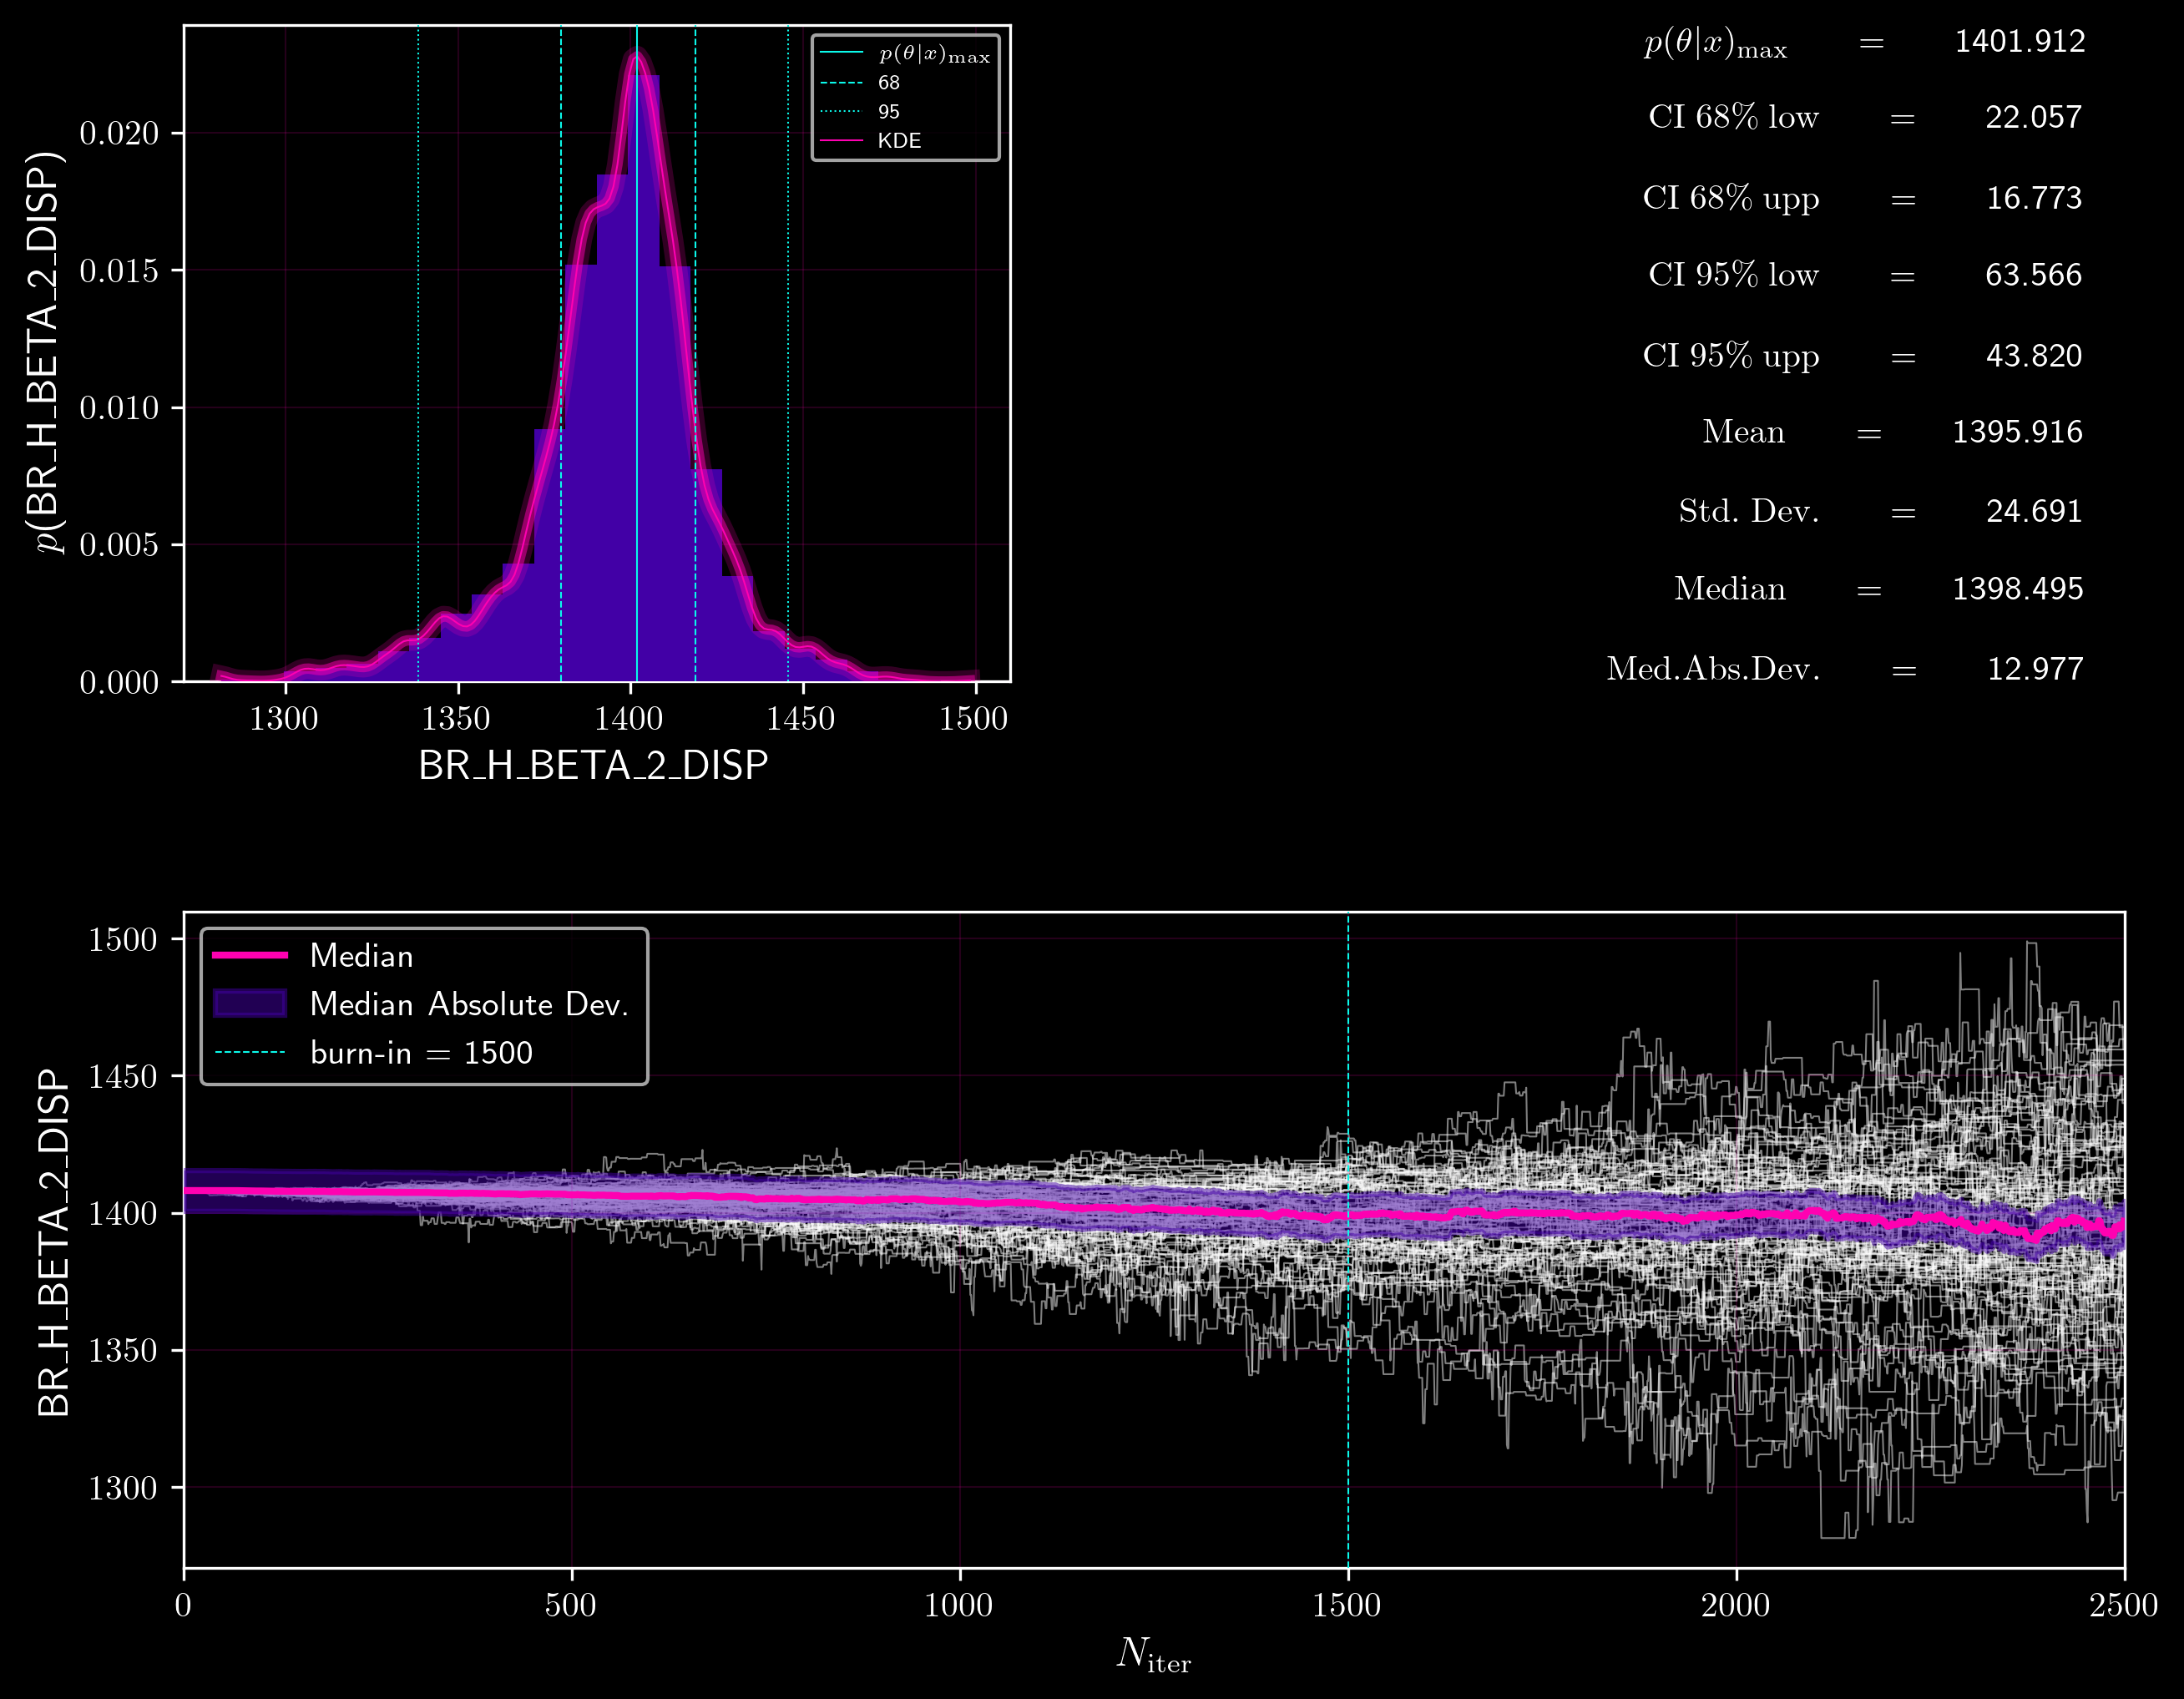 p(BR_H_BETA_2_DISP)
0.020
0.015
0.010
0.005
0.000
1300 1350 1400 1450 1500
BR_H_BETA_2_DISP
p(θ|x)max
68
95
KDE
p(θ|x)max = 1401.912
CI 68% low = 22.057
CI 68% upp = 16.773
CI 95% low = 63.566
CI 95% upp = 43.820
Mean = 1395.916
Std. Dev. = 24.691
Median = 1398.495
Med.Abs.Dev. = 12.977
BR_H_BETA_2_DISP
1500
1450
1400
1350
1300
Median
Median Absolute Dev.
burn-in = 1500
0 500 1000 1500 2000 2500
Niter